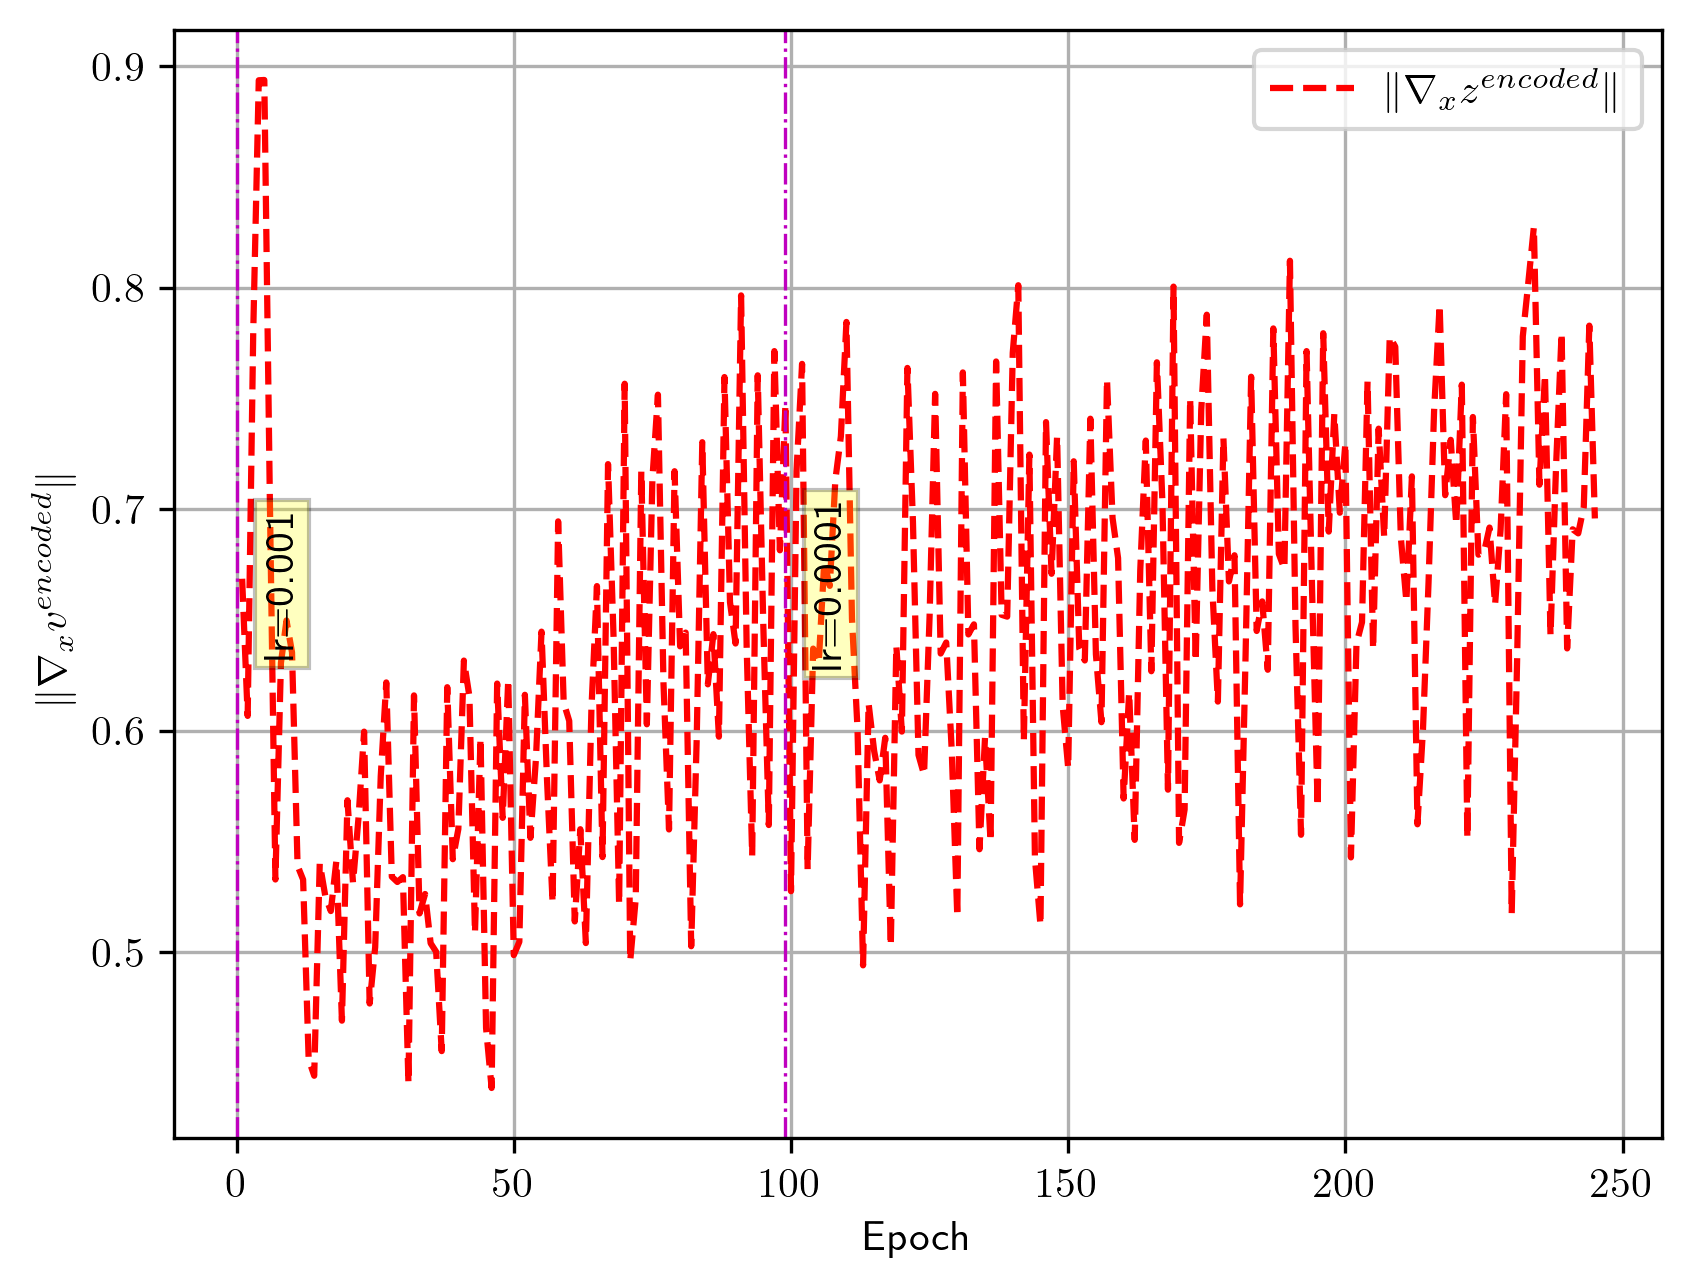 0.9
0.8
0.7
0.6
0.5
‖∇ₓv^{encoded}‖
‖∇ₓz^{encoded}‖
lr=0.001
lr=0.0001
0 50 100 150 200 250
Epoch